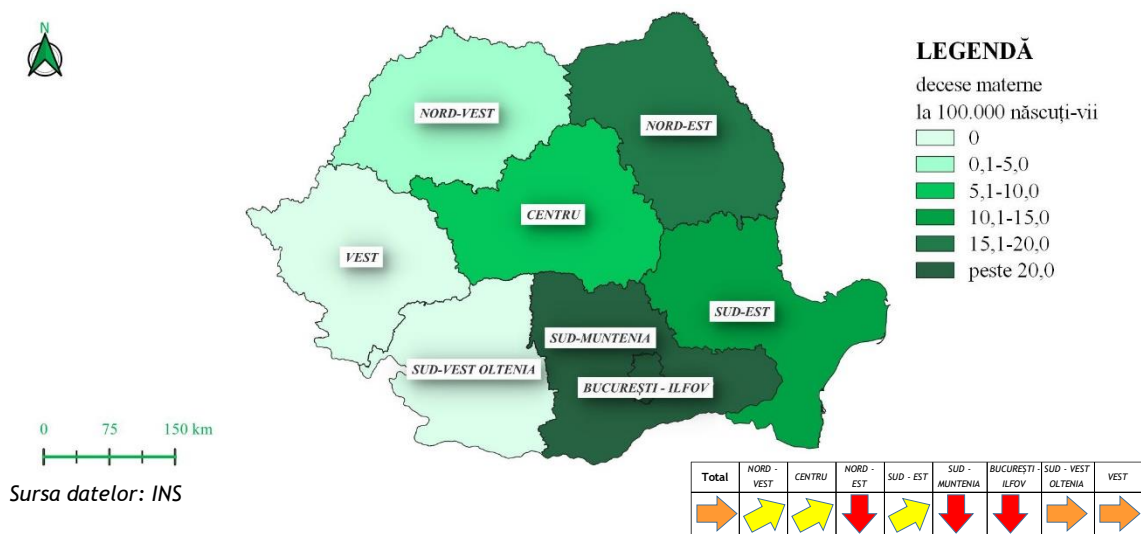 N
LEGENDĂ
decese materne
la 100.000 născuți-vii
0
0,1-5,0
5,1-10,0
10,1-15,0
15,1-20,0
peste 20,0
NORD-VEST
NORD-EST
CENTRU
VEST
SUD-EST
SUD-MUNTENIA
SUD-VEST OLTENIA
BUCUREȘTI - ILFOV
0 75 150 km
Sursa datelor: INS
Total
NORD -
VEST
CENTRU
NORD -
EST
SUD - EST
SUD -
MUNTENIA
BUCUREȘTI -
ILFOV
SUD - VEST
OLTENIA
VEST